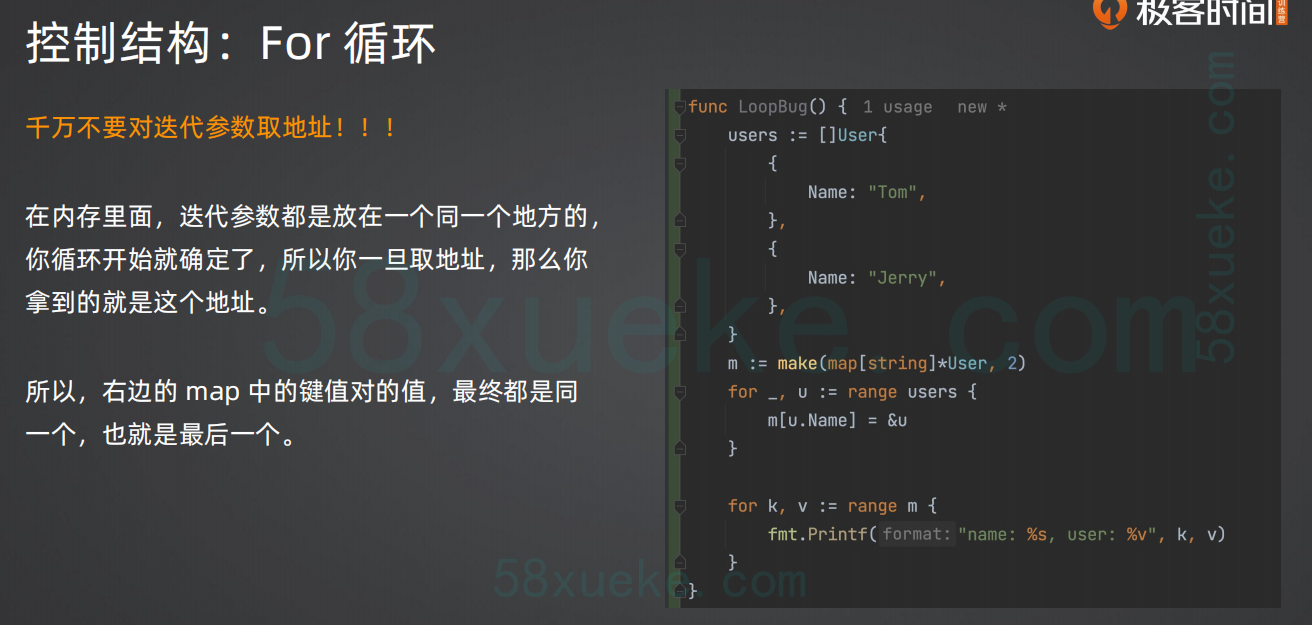 极客时间 训练营
控制结构：For 循环
千万不要对迭代参数取地址！！！
在内存里面，迭代参数都是放在一个同一个地方的，
你循环开始就确定了，所以你一旦取地址，那么你
拿到的就是这个地址。
所以，右边的 map 中的键值对的值，最终都是同
一个，也就是最后一个。
func LoopBug() { 1 usage new *
users := []User{
{
Name: "Tom",
},
{
Name: "Jerry",
},
}
m := make(map[string]*User, 2)
for _, u := range users {
m[u.Name] = &u
}
for k, v := range m {
fmt.Printf( format: "name: %s, user: %v", k, v)
}
}
58xueke.com
58xueke.com
58xueke.com